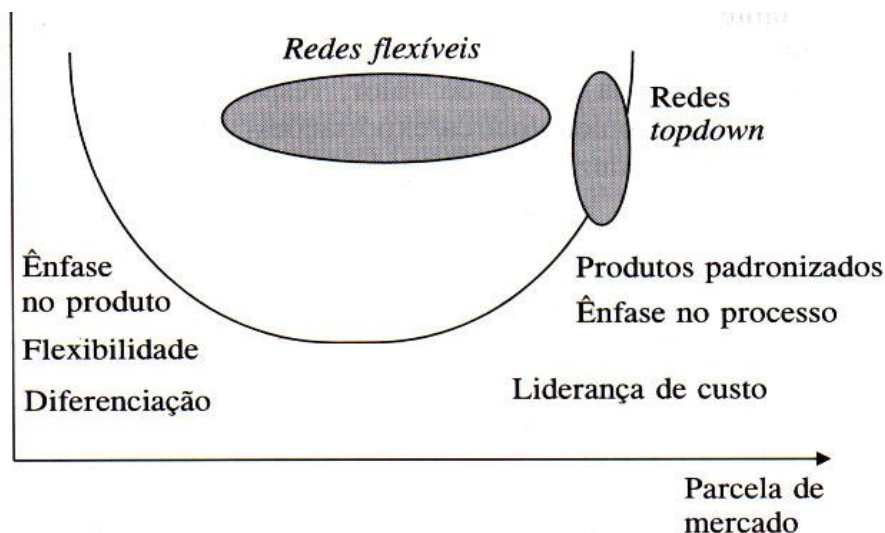 Redes flexíveis
Redes
topdown
Ênfase
no produto
Flexibilidade
Diferenciação
Produtos padronizados
Ênfase no processo
Liderança de custo
Parcela de
mercado